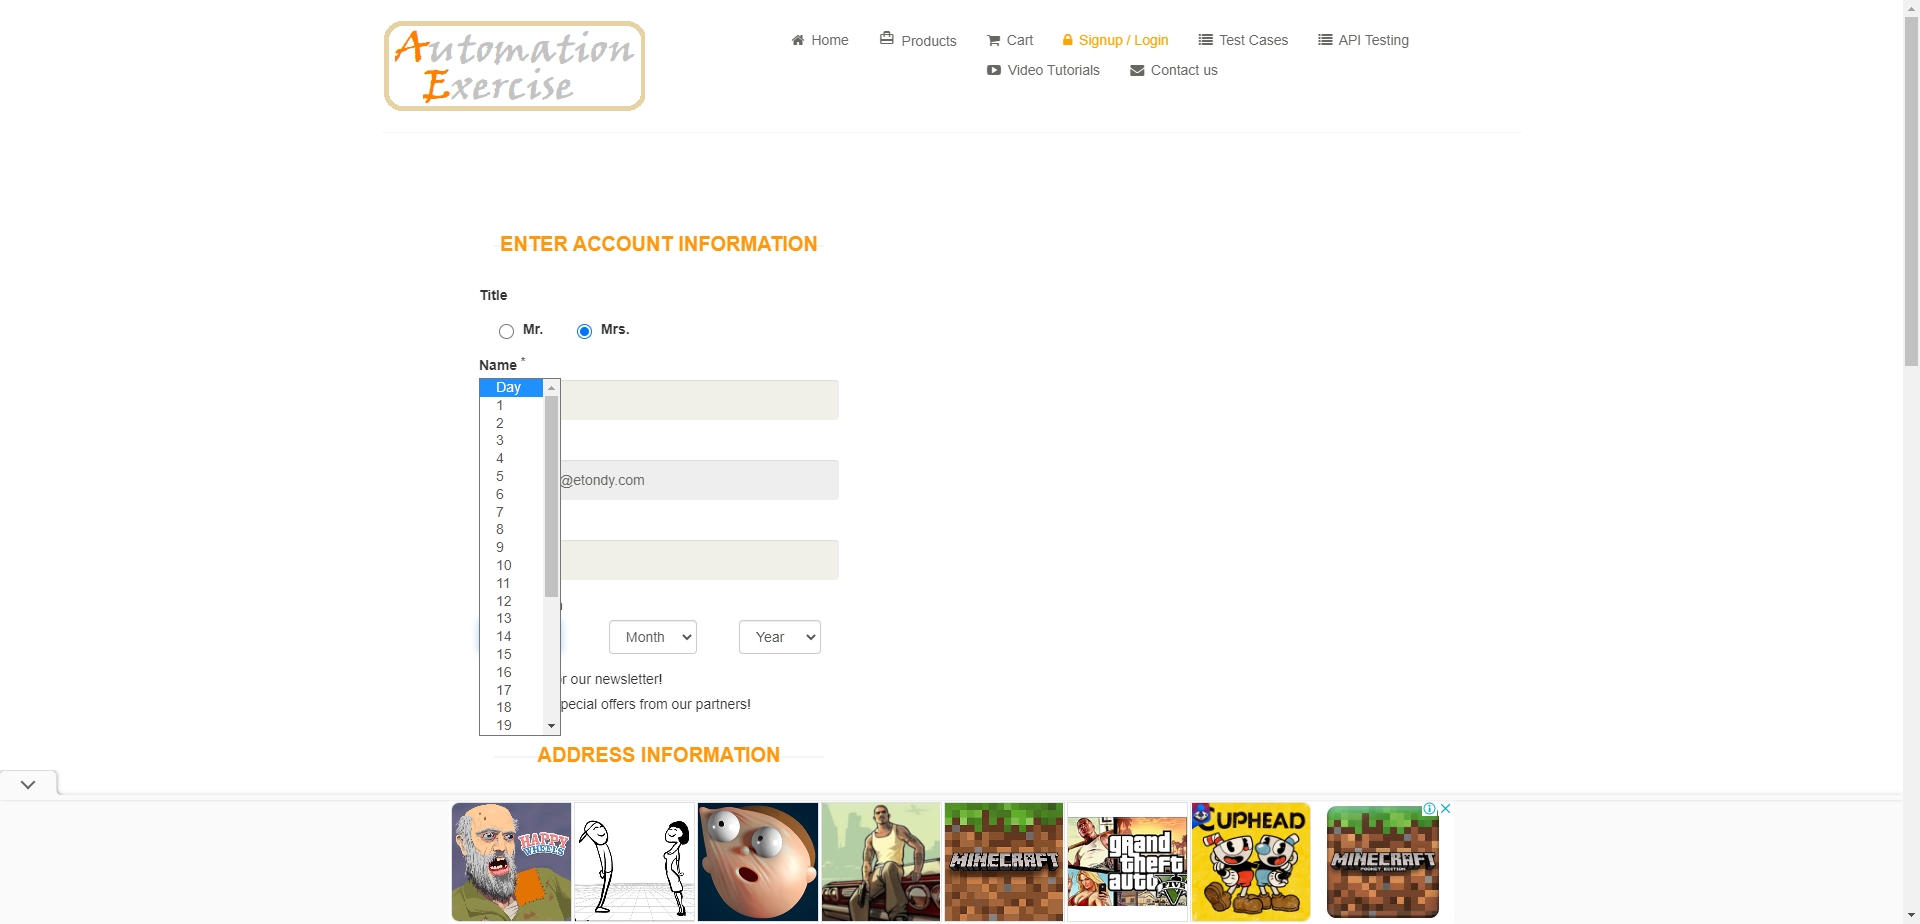 Automation
Exercise
Home
Products
Cart
Signup / Login
Test Cases
API Testing
Video Tutorials
Contact us
ENTER ACCOUNT INFORMATION
Title
Mr.
Mrs.
Name *
Day
1
2
3
4
@etondy.com
5
6
7
8
9
10
11
12
13
14
Month
Year
15
16
our newsletter!
17
18
offers from our partners!
19
ADDRESS INFORMATION
HAPPY
WHEELS
MINECRAFT
grand
theft
auto
FIVE
CUPHEAD
MINECRAFT
POCKET EDITION